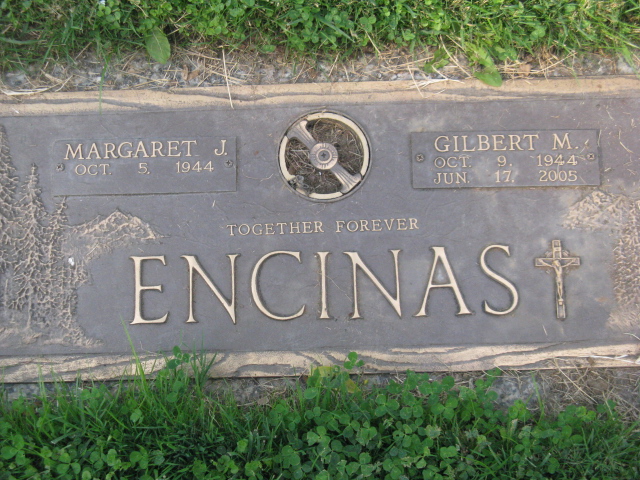 MARGARET J.
OCT. 5, 1944
GILBERT M.
OCT. 9, 1944
JUN. 17, 2005
TOGETHER FOREVER
ENCINAS